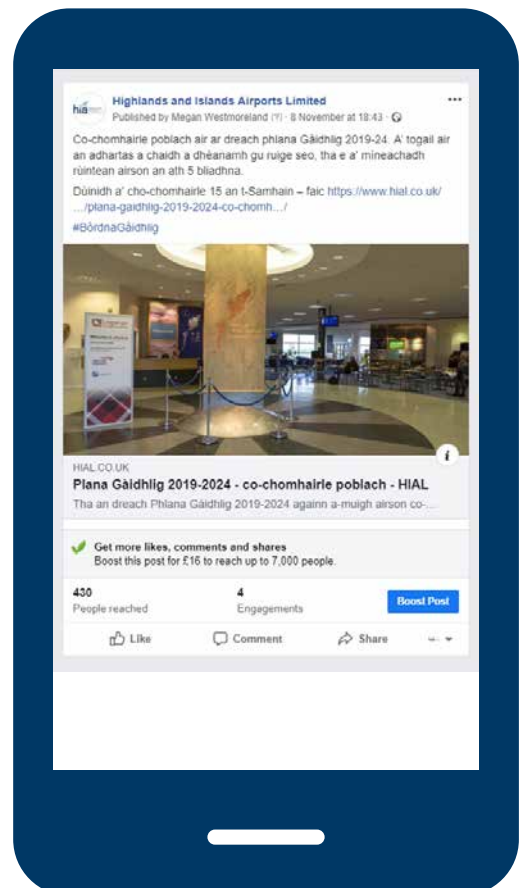 hia
Highlands and Islands Airports Limited
Published by Megan Westmoreland [?] · 8 November at 18:43 ·
Co-chomhairle poblach air ar dreach phlana Gàidhlig 2019-24. A' togail air
an adhartas a chaidh a dhèanamh gu ruige seo, tha e a' mìneachadh
rùintean airson an ath 5 bliadhna.
Dùinidh a' cho-chomhairle 15 an t-Samhain – faic https://www.hial.co.uk/
…/plana-gaidhlig-2019-2024-co-chomh…/
#BòrdnaGàidhlig
HIAL.CO.UK
Plana Gàidhlig 2019-2024 - co-chomhairle poblach - HIAL
Tha an dreach Phlana Gàidhlig 2019-2024 againn a-muigh airson co-…
Get more likes, comments and shares
Boost this post for £16 to reach up to 7,000 people.
430
People reached
4
Engagements
Boost Post
Like
Comment
Share